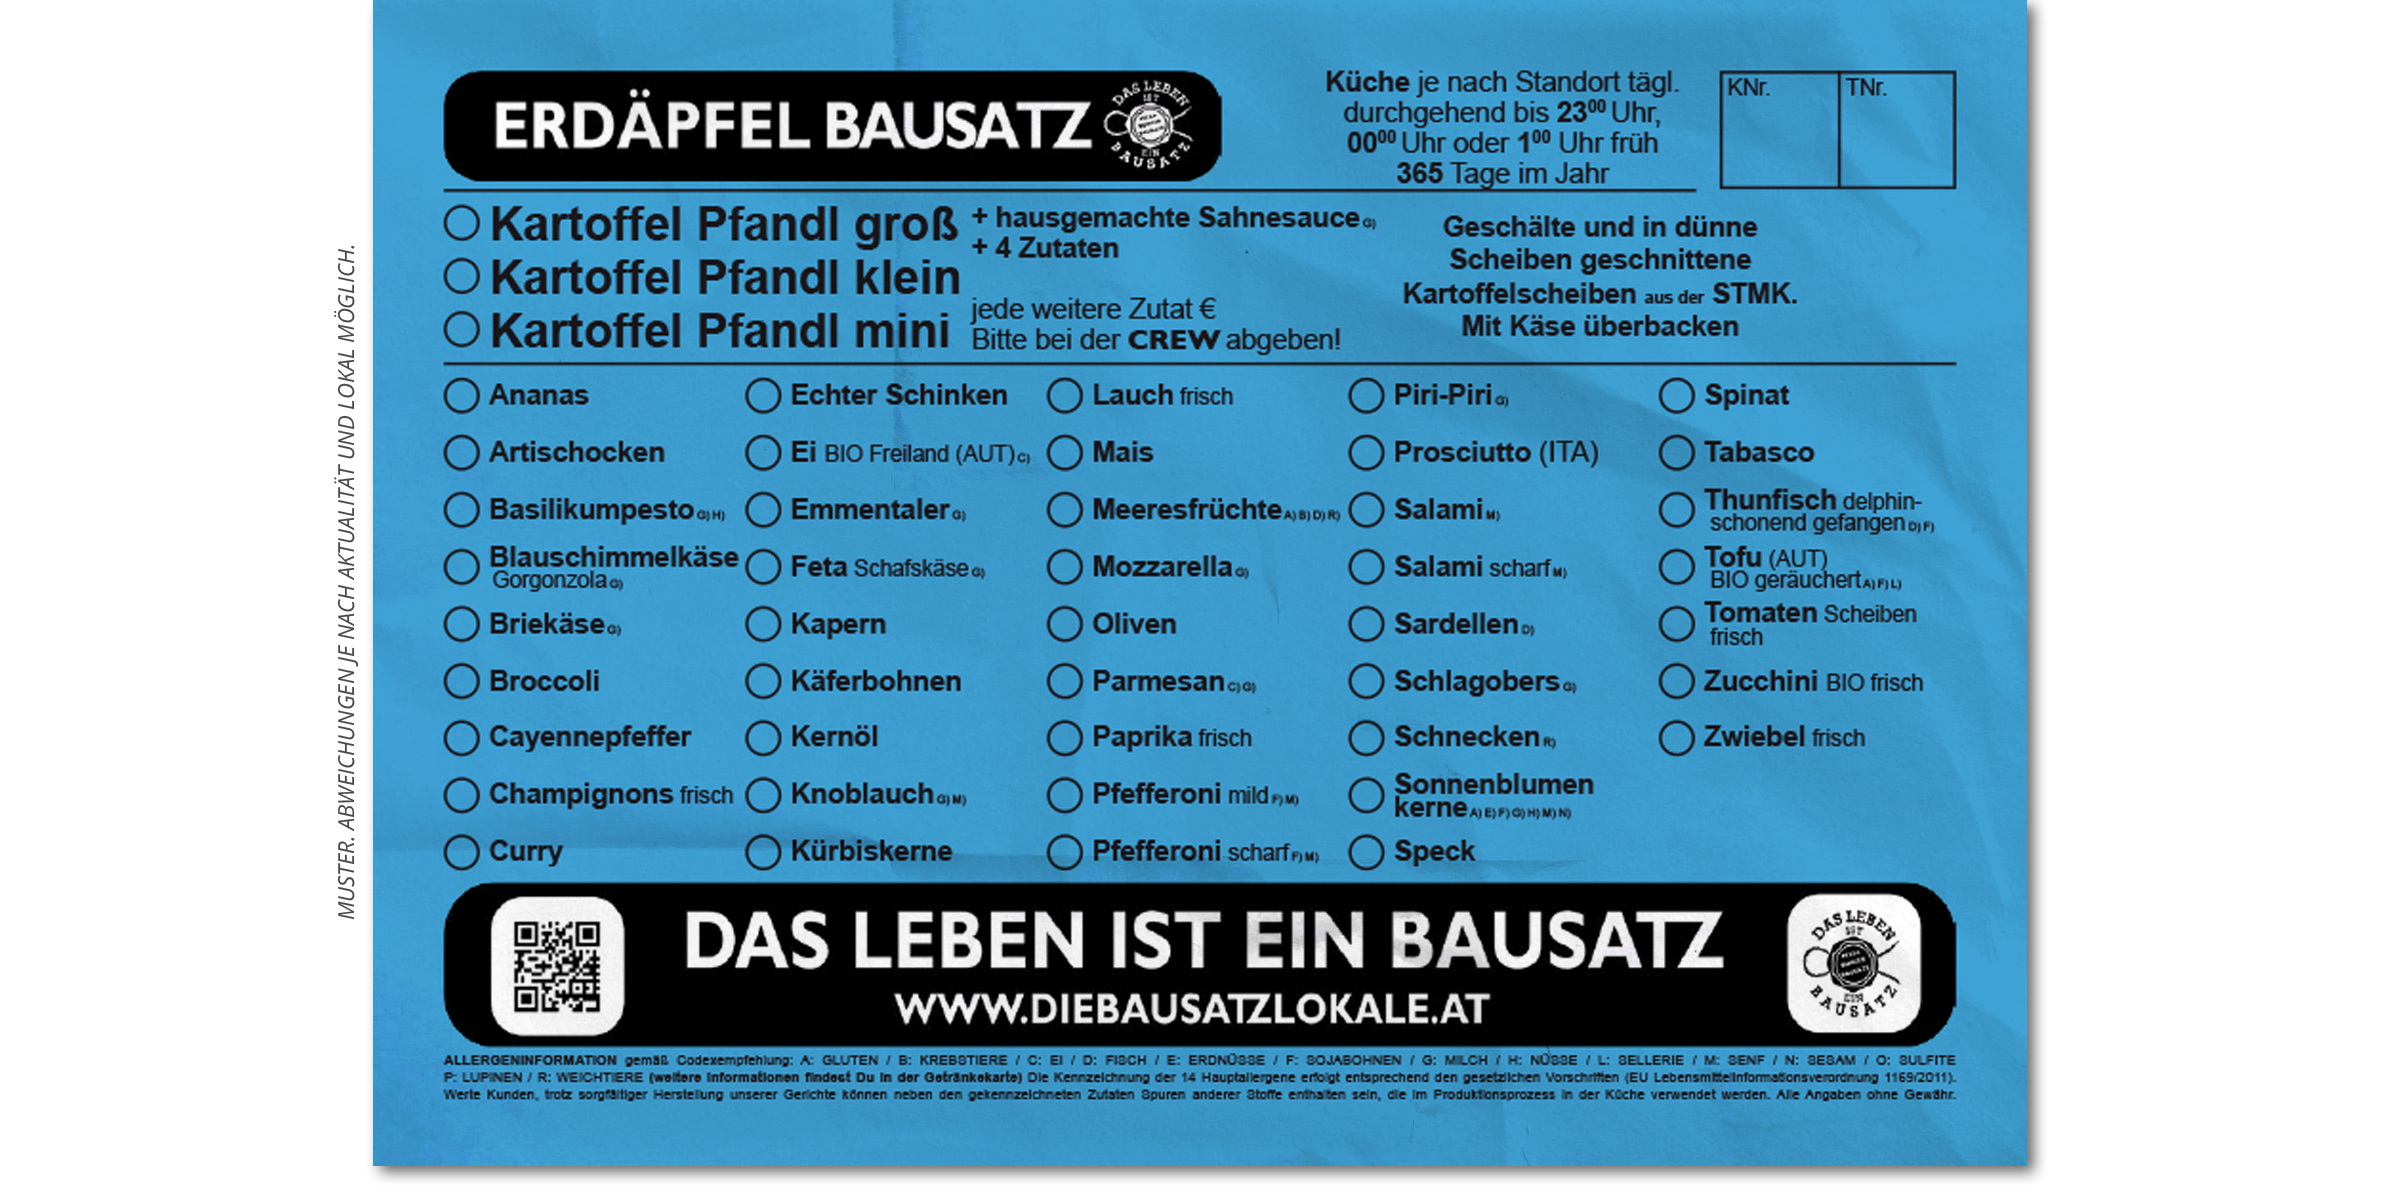 MUSTER. ABWEICHUNGEN JE NACH AKTUALITÄT UND LOKAL MÖGLICH.
ERDÄPFEL BAUSATZ
DAS LEBEN
IST
EIN
BAUSATZ
Küche je nach Standort tägl.
durchgehend bis 23⁰⁰ Uhr,
00⁰⁰ Uhr oder 1⁰⁰ Uhr früh
365 Tage im Jahr
KNr. TNr.
Kartoffel Pfandl groß
Kartoffel Pfandl klein
Kartoffel Pfandl mini
+ hausgemachte Sahnesauce G)
+ 4 Zutaten
jede weitere Zutat €
Bitte bei der CREW abgeben!
Geschälte und in dünne
Scheiben geschnittene
Kartoffelscheiben aus der STMK.
Mit Käse überbacken
Ananas
Artischocken
Basilikumpesto G) H)
Blauschimmelkäse
Gorgonzola G)
Briekäse G)
Broccoli
Cayennepfeffer
Champignons frisch
Curry
Echter Schinken
Ei BIO Freiland (AUT) C)
Emmentaler G)
Feta Schafskäse G)
Kapern
Käferbohnen
Kernöl
Knoblauch G) M)
Kürbiskerne
Lauch frisch
Mais
Meeresfrüchte A) B) D) R)
Mozzarella G)
Oliven
Parmesan C) G)
Paprika frisch
Pfefferoni mild F) M)
Pfefferoni scharf F) M)
Piri-Piri G)
Prosciutto (ITA)
Salami M)
Salami scharf M)
Sardellen D)
Schlagobers G)
Schnecken R)
Sonnenblumen
kerne A) E) F) G) H) M) N)
Speck
Spinat
Tabasco
Thunfisch delphin-
schonend gefangen D) F)
Tofu (AUT)
BIO geräuchert A) F) L)
Tomaten Scheiben
frisch
Zucchini BIO frisch
Zwiebel frisch
DAS LEBEN IST EIN BAUSATZ
WWW.DIEBAUSATZLOKALE.AT
DAS LEBEN
IST
EIN
BAUSATZ
ALLERGENINFORMATION gemäß Codexempfehlung: A: GLUTEN / B: KREBSTIERE / C: EI / D: FISCH / E: ERDNÜSSE / F: SOJABOHNEN / G: MILCH / H: NÜSSE / L: SELLERIE / M: SENF / N: SESAM / O: SULFITE
P: LUPINEN / R: WEICHTIERE (weitere Informationen findest Du in der Getränkekarte) Die Kennzeichnung der 14 Hauptallergene erfolgt entsprechend den gesetzlichen Vorschriften (EU Lebensmittelinformationsverordnung 1169/2011).
Werte Kunden, trotz sorgfältiger Herstellung unserer Gerichte können neben den gekennzeichneten Zutaten Spuren anderer Stoffe enthalten sein, die im Produktionsprozess in der Küche verwendet werden. Alle Angaben ohne Gewähr.